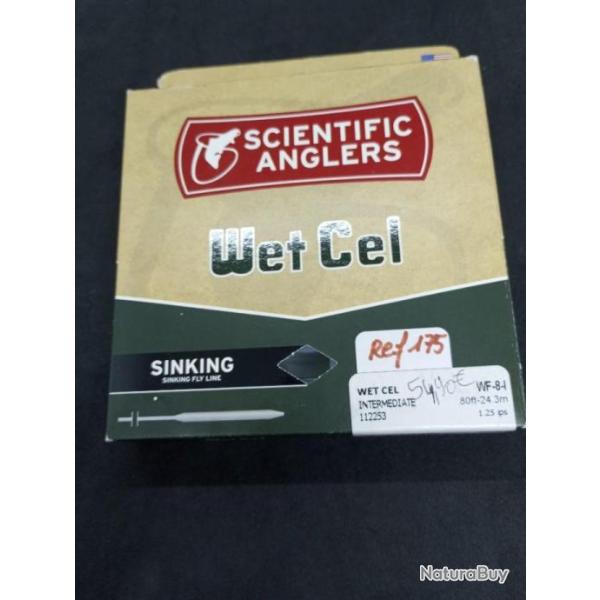 SCIENTIFIC
ANGLERS
Wet Cel
SINKING
SINKING FLY LINE
Ref 175
WET CEL
INTERMEDIATE
112253
54,40€
WF-8-I
80ft-24.3m
1.25 ips
NaturaBuy